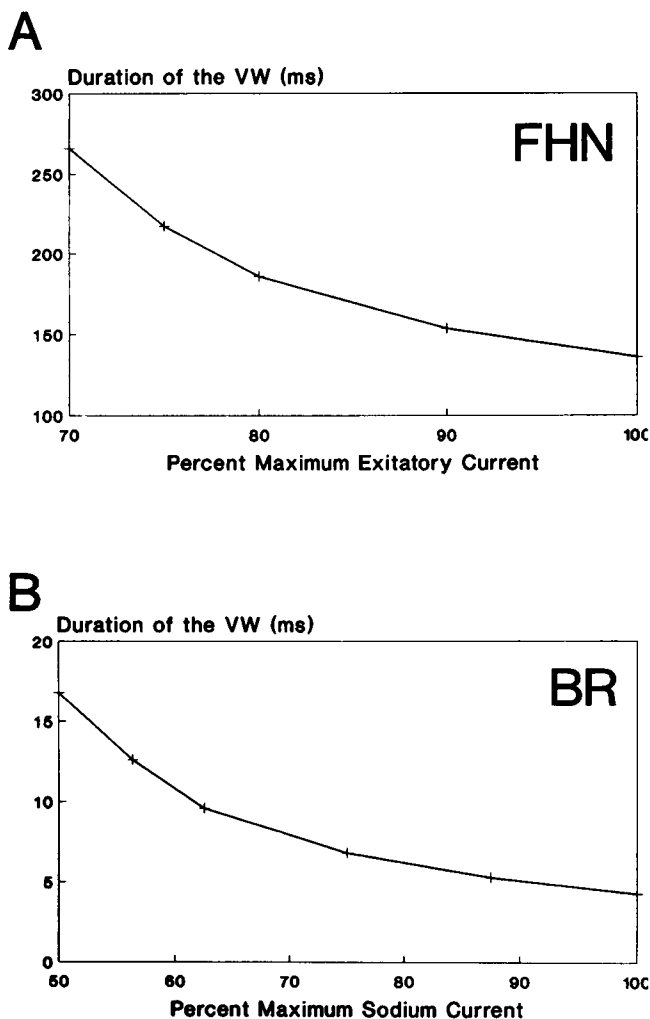 A
Duration of the VW (ms)
300
FHN
250
200
150
100
70
80
90
100
Percent Maximum Exitatory Current
B
Duration of the VW (ms)
20
BR
15
10
5
0
50
60
70
80
90
100
Percent Maximum Sodium Current